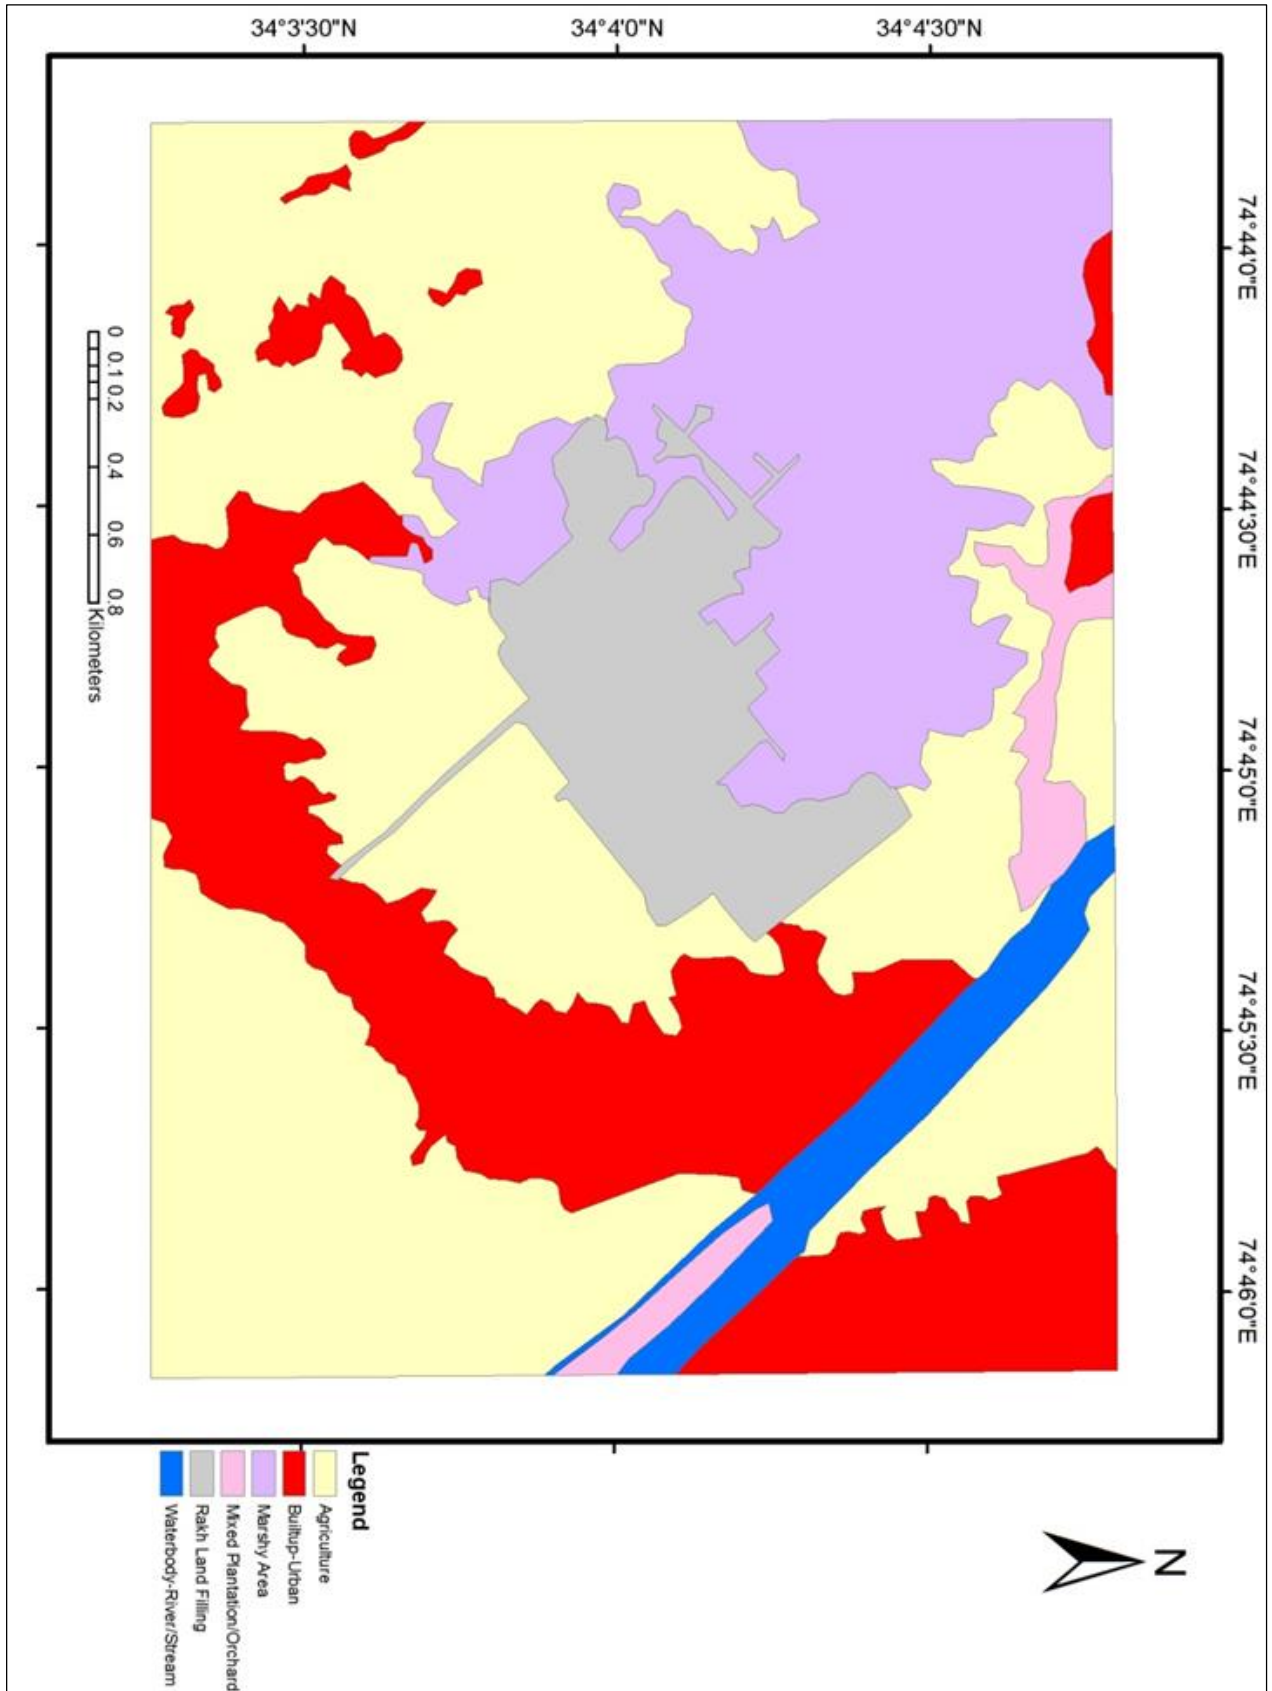 34°3'30"N
34°4'0"N
34°4'30"N
74°44'0"E
74°44'30"E
74°45'0"E
74°45'30"E
74°46'0"E
0 0.1 0.2 0.4 0.6 0.8
Kilometers
Legend
Agriculture
Builtup-Urban
Marshy Area
Mixed Plantation/Orchard
Rakh Land Filling
Waterbody-River/Stream
N